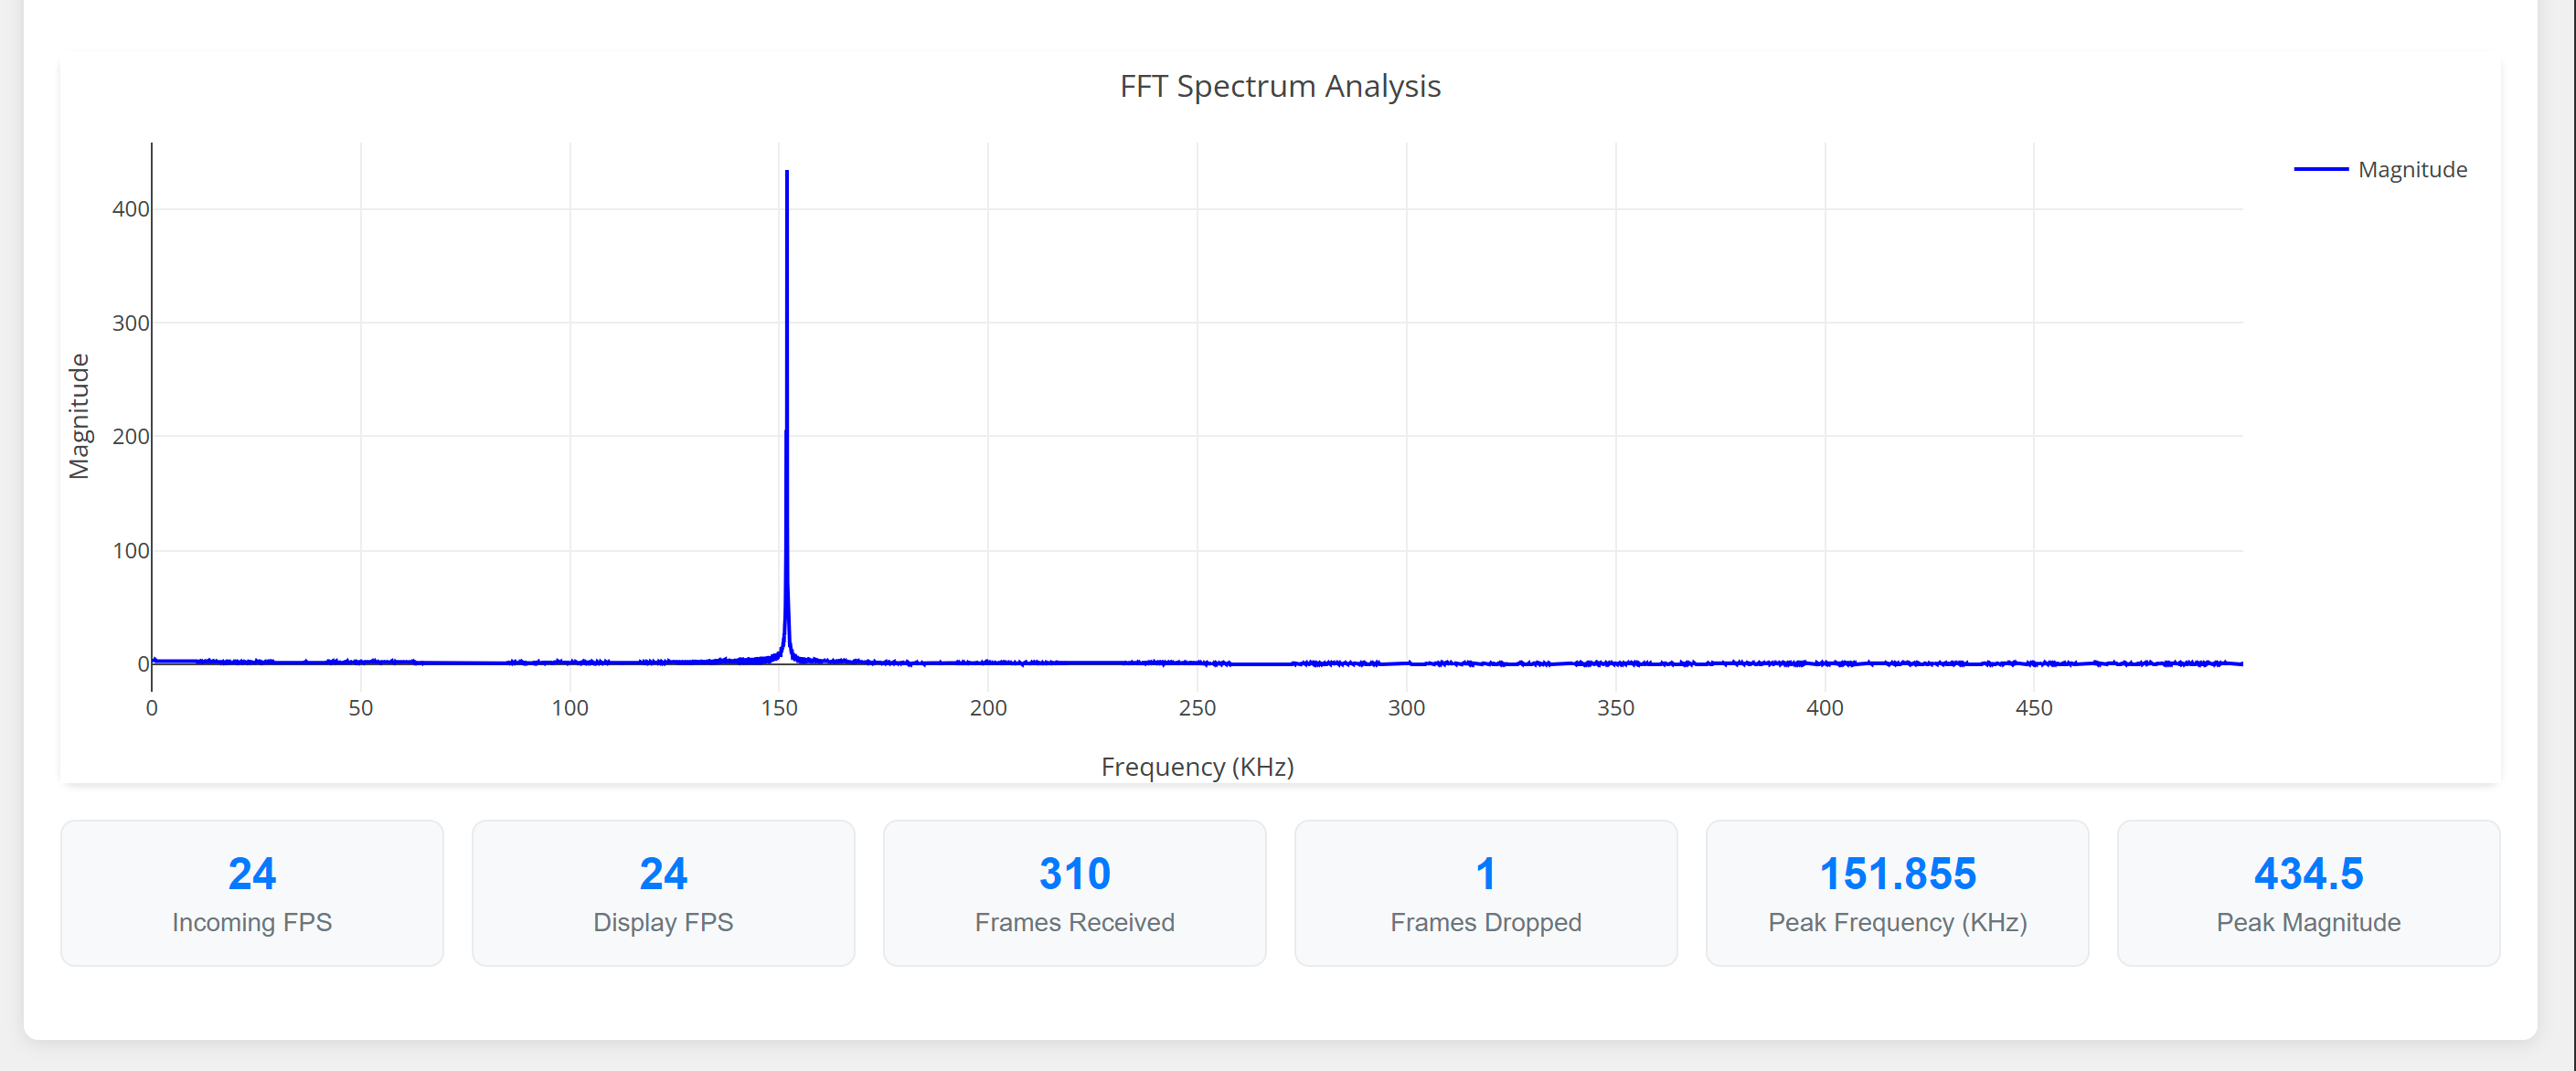 FFT Spectrum Analysis
Magnitude
400
300
200
100
0
Magnitude
0 50 100 150 200 250 300 350 400 450
Frequency (KHz)
24 24 310 1 151.855 434.5
Incoming FPS Display FPS Frames Received Frames Dropped Peak Frequency (KHz) Peak Magnitude